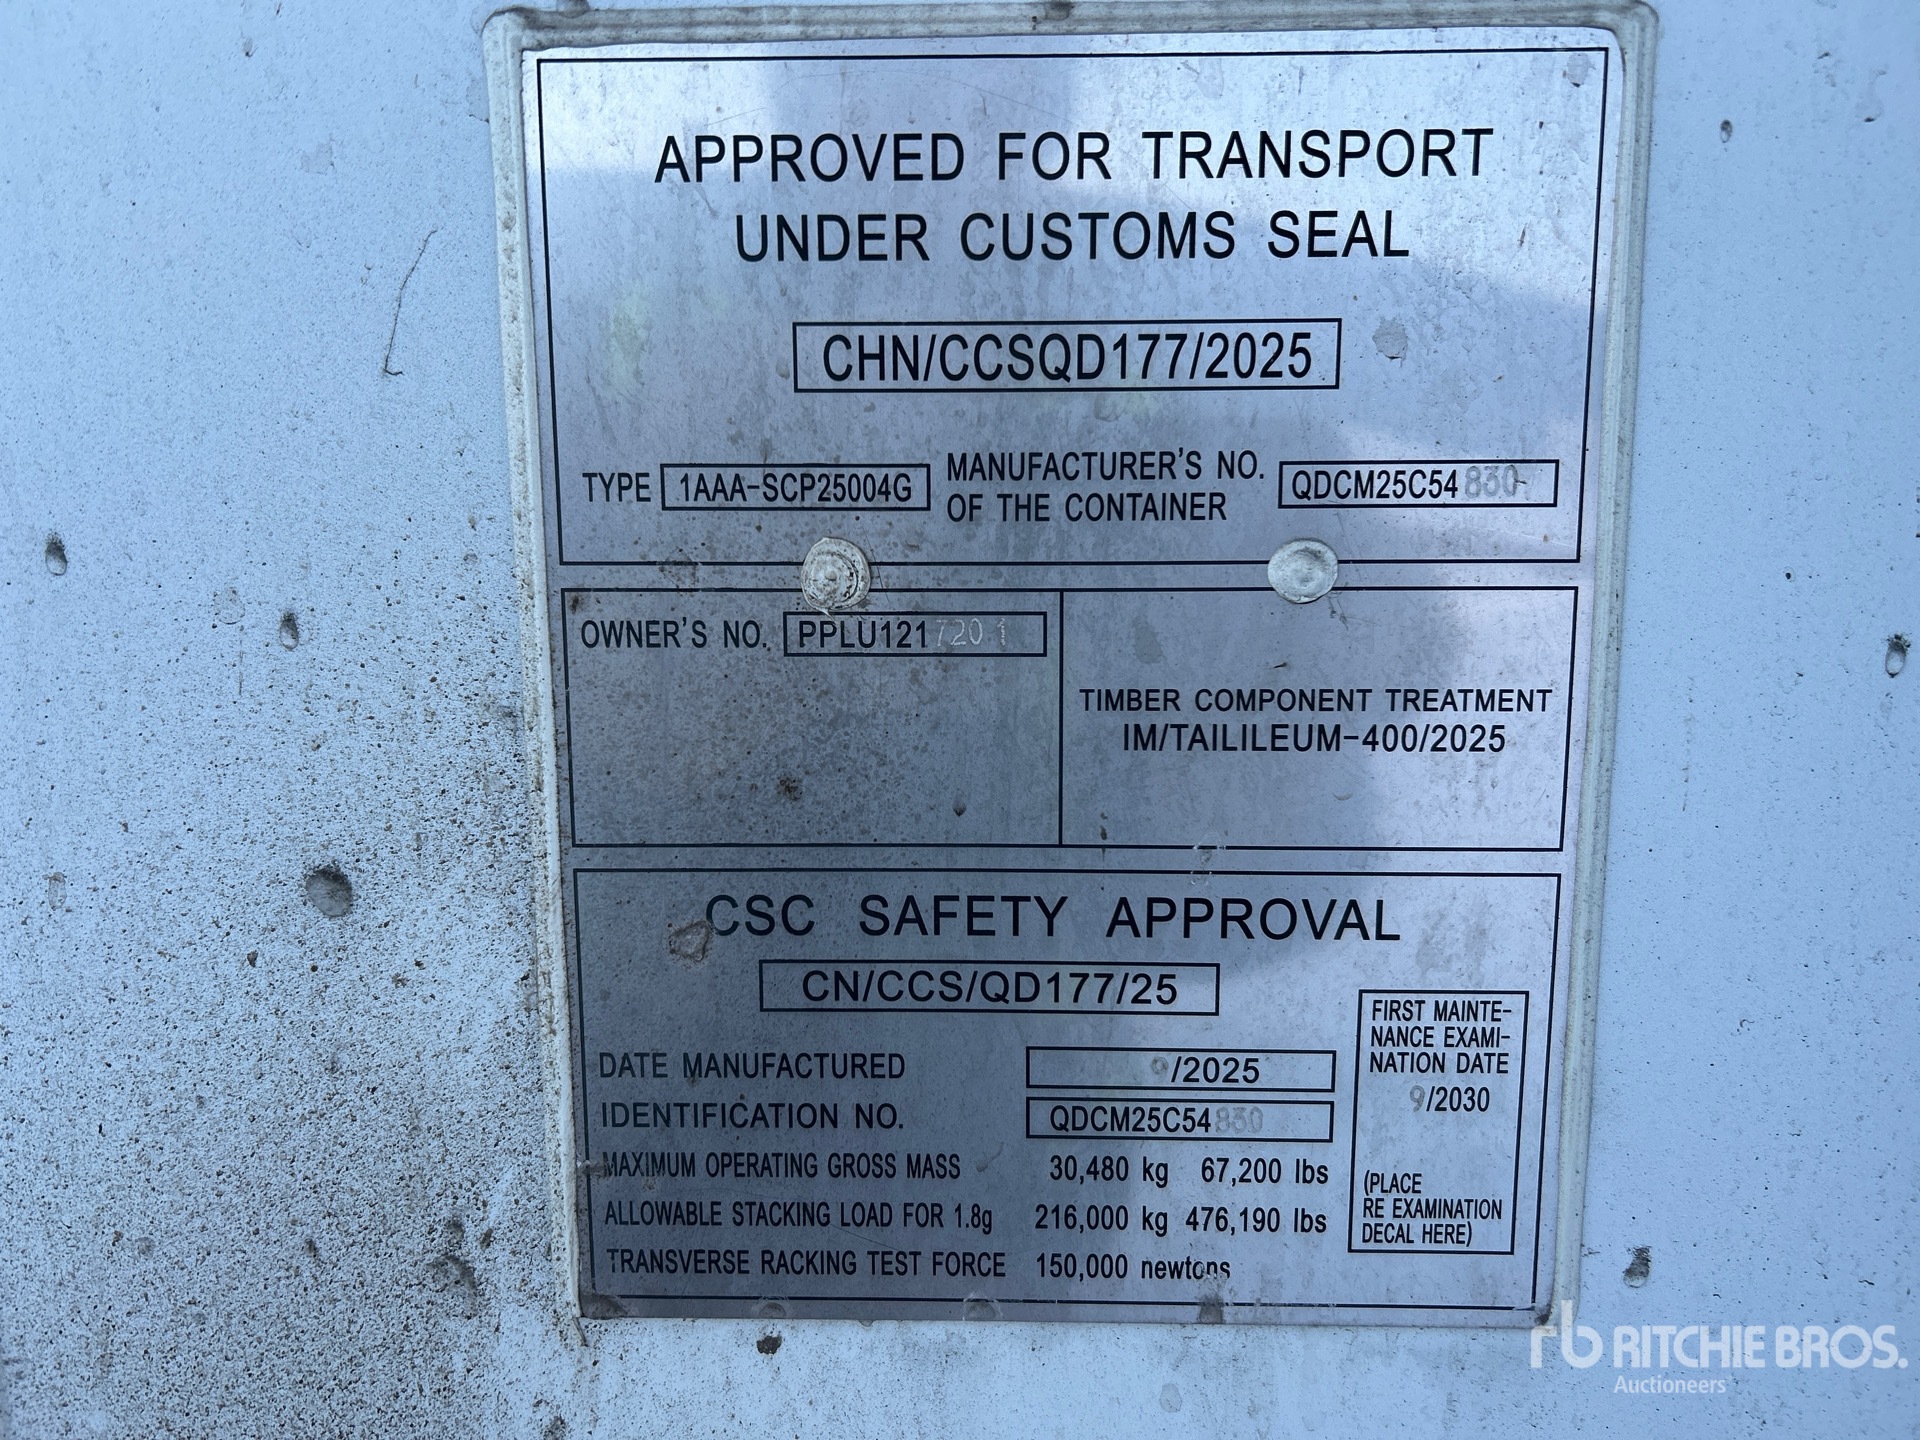 APPROVED FOR TRANSPORT
UNDER CUSTOMS SEAL
CHN/CCSQD177/2025
TYPE 1AAA-SCP25004G
MANUFACTURER'S NO.
OF THE CONTAINER
QDCM25C54830
OWNER'S NO. PPLU1217201
TIMBER COMPONENT TREATMENT
IM/TAILILEUM-400/2025
CSC SAFETY APPROVAL
CN/CCS/QD177/25
DATE MANUFACTURED 9/2025
IDENTIFICATION NO. QDCM25C54830
MAXIMUM OPERATING GROSS MASS 30,480 kg 67,200 lbs
ALLOWABLE STACKING LOAD FOR 1.8g 216,000 kg 476,190 lbs
TRANSVERSE RACKING TEST FORCE 150,000 newtons
FIRST MAINTE-
NANCE EXAMI-
NATION DATE
9/2030
(PLACE
RE EXAMINATION
DECAL HERE)
rb RITCHIE BROS.
Auctioneers